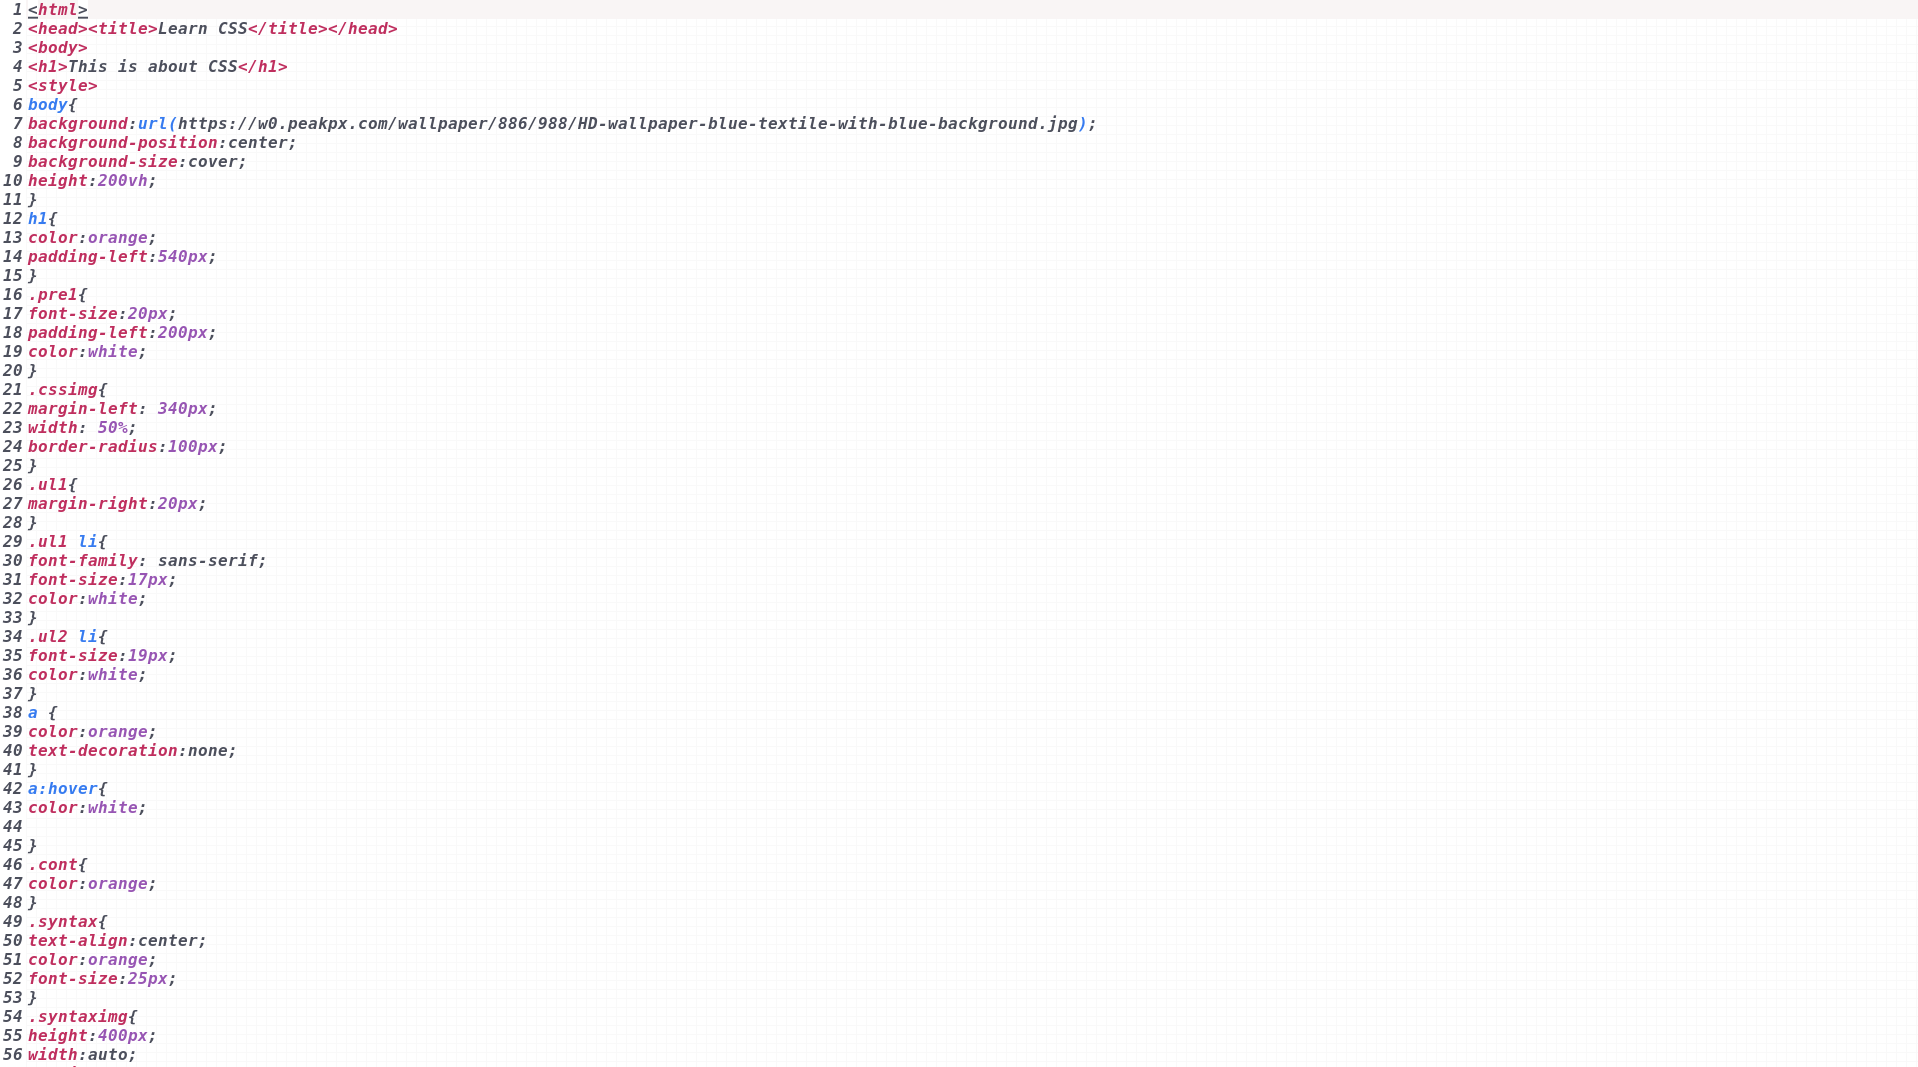 1 <html>
2 <head><title>Learn CSS</title></head>
3 <body>
4 <h1>This is about CSS</h1>
5 <style>
6 body{
7 background:url(https://w0.peakpx.com/wallpaper/886/988/HD-wallpaper-blue-textile-with-blue-background.jpg);
8 background-position:center;
9 background-size:cover;
10 height:200vh;
11 }
12 h1{
13 color:orange;
14 padding-left:540px;
15 }
16 .pre1{
17 font-size:20px;
18 padding-left:200px;
19 color:white;
20 }
21 .cssimg{
22 margin-left: 340px;
23 width: 50%;
24 border-radius:100px;
25 }
26 .ul1{
27 margin-right:20px;
28 }
29 .ul1 li{
30 font-family: sans-serif;
31 font-size:17px;
32 color:white;
33 }
34 .ul2 li{
35 font-size:19px;
36 color:white;
37 }
38 a {
39 color:orange;
40 text-decoration:none;
41 }
42 a:hover{
43 color:white;
44
45 }
46 .cont{
47 color:orange;
48 }
49 .syntax{
50 text-align:center;
51 color:orange;
52 font-size:25px;
53 }
54 .syntaximg{
55 height:400px;
56 width:auto;